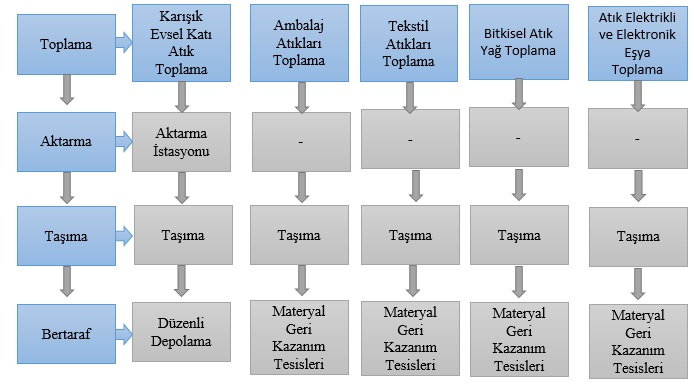 Toplama
Karışık
Evsel Katı
Atık
Toplama
Ambalaj
Atıkları
Toplama
Tekstil
Atıkları
Toplama
Bitkisel Atık
Yağ Toplama
Atık Elektrikli
ve Elektronik
Eşya
Toplama
Aktarma
Aktarma
İstasyonu
-
-
-
-
Taşıma
Taşıma
Taşıma
Taşıma
Taşıma
Taşıma
Bertaraf
Düzenli
Depolama
Materyal
Geri
Kazanım
Tesisleri
Materyal
Geri
Kazanım
Tesisleri
Materyal
Geri
Kazanım
Tesisleri
Materyal
Geri
Kazanım
Tesisleri